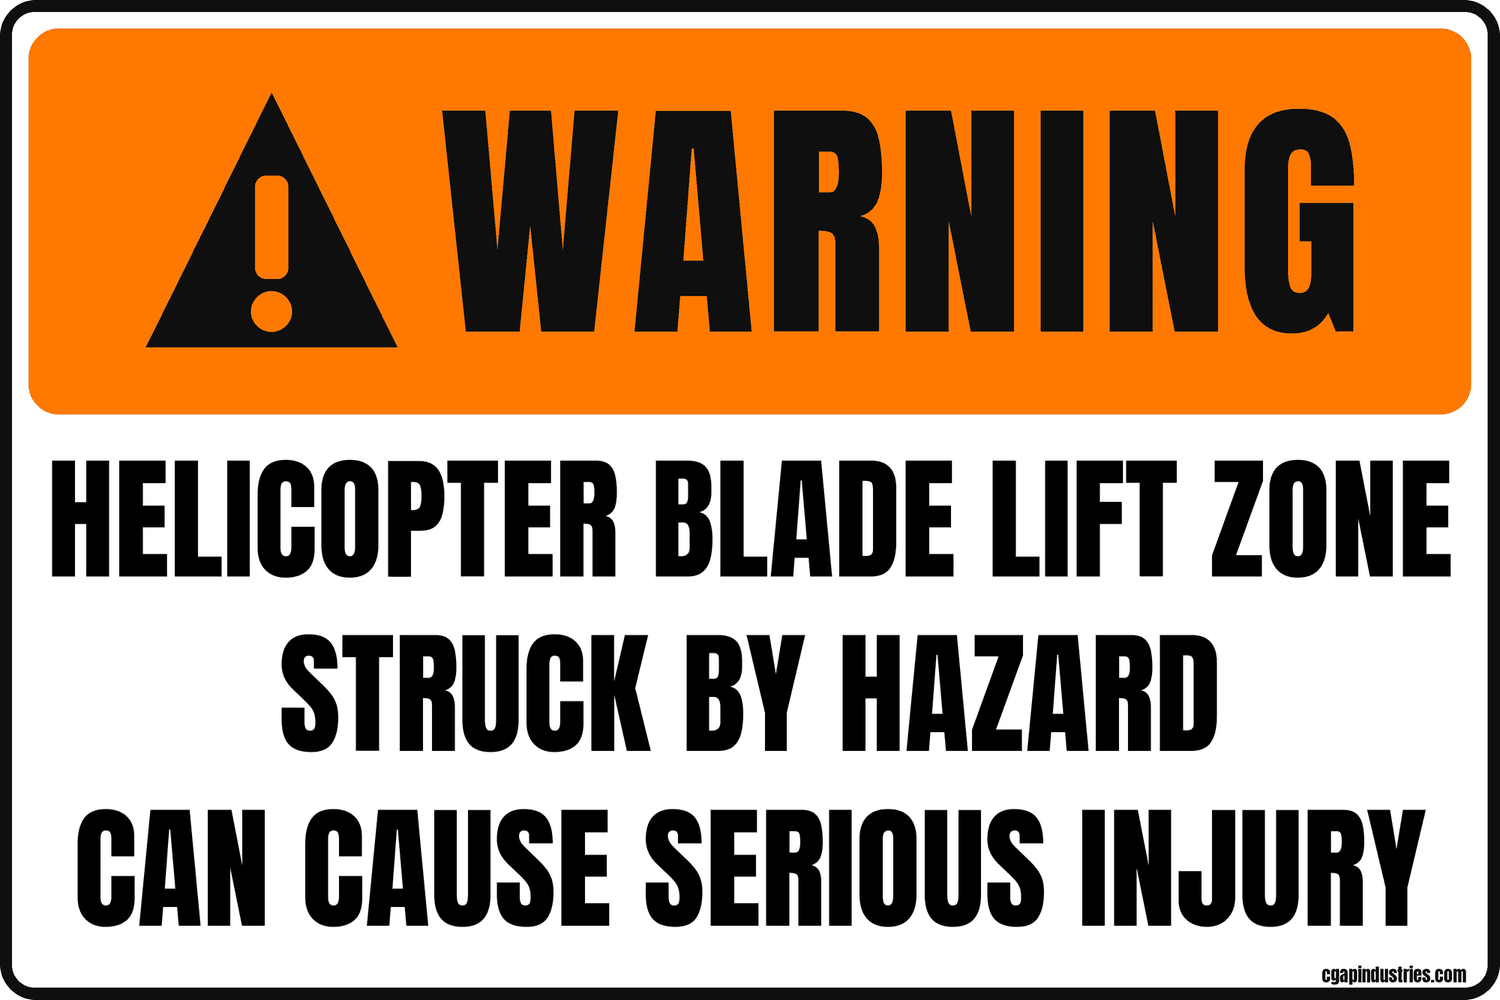 WARNING
HELICOPTER BLADE LIFT ZONE
STRUCK BY HAZARD
CAN CAUSE SERIOUS INJURY
cgapindustries.com